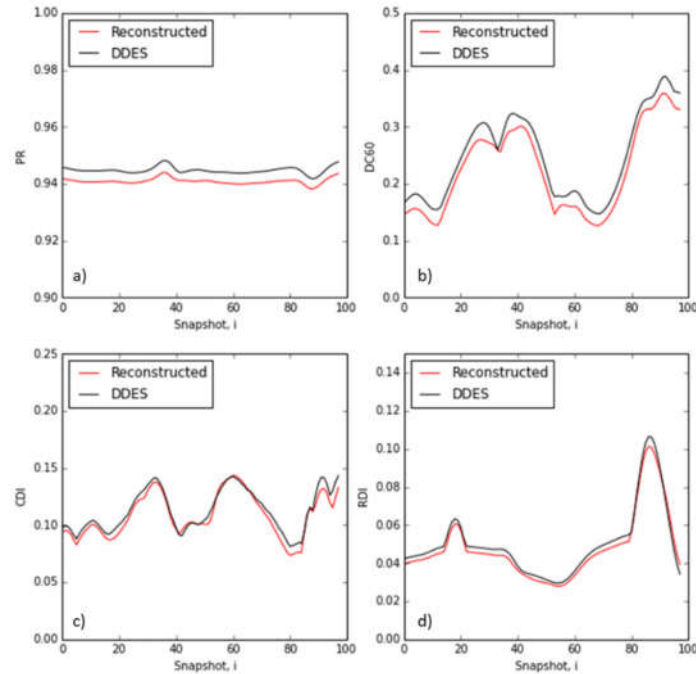 1.00
0.98
0.96
0.94
0.92
0.90
PR
Reconstructed
DDES
a)
0 20 40 60 80 100
Snapshot, i
0.5
0.4
0.3
0.2
0.1
0.0
DC60
Reconstructed
DDES
b)
0 20 40 60 80 100
Snapshot, i
0.25
0.20
0.15
0.10
0.05
0.00
CDI
Reconstructed
DDES
c)
0 20 40 60 80 100
Snapshot, i
0.14
0.12
0.10
0.08
0.06
0.04
0.02
0.00
RDI
Reconstructed
DDES
d)
0 20 40 60 80 100
Snapshot, i